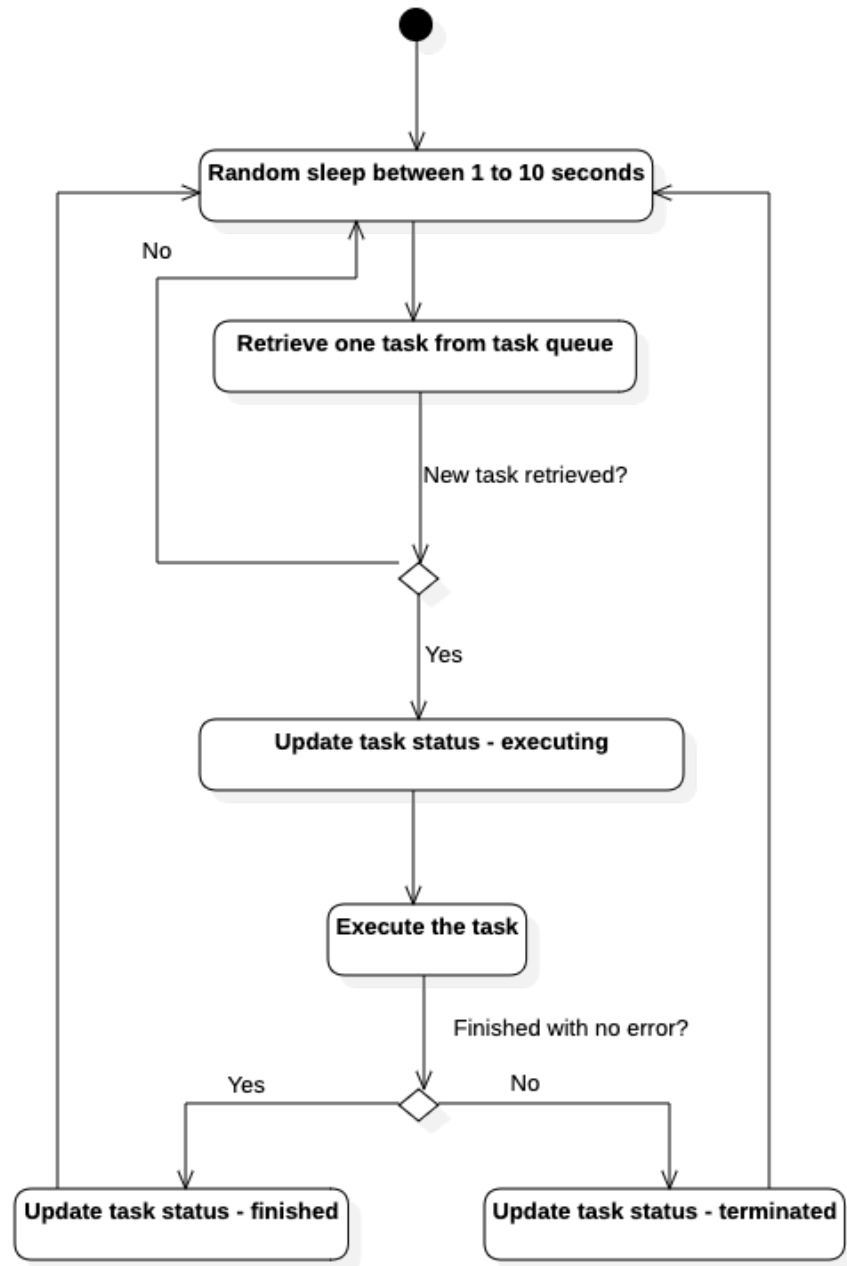 Random sleep between 1 to 10 seconds
No
Retrieve one task from task queue
New task retrieved?
Yes
Update task status - executing
Execute the task
Finished with no error?
Yes
No
Update task status - finished
Update task status - terminated